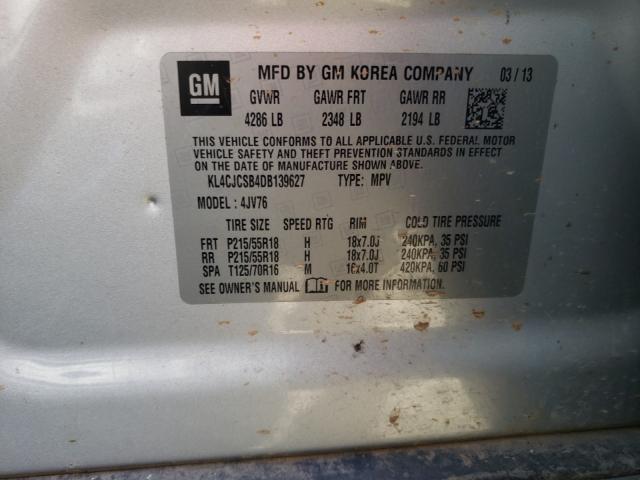 GM MFD BY GM KOREA COMPANY 03/13
GVWR GAWR FRT GAWR RR
4286 LB 2348 LB 2194 LB
THIS VEHICLE CONFORMS TO ALL APPLICABLE U.S. FEDERAL MOTOR
VEHICLE SAFETY AND THEFT PREVENTION STANDARDS IN EFFECT
ON THE DATE OF MANUFACTURE SHOWN ABOVE.
KL4CJCSB4DB139627 TYPE: MPV
MODEL : 4JV76
TIRE SIZE SPEED RTG RIM COLD TIRE PRESSURE
FRT P215/55R18 H 18x7.0J 240KPA, 35 PSI
RR P215/55R18 H 18x7.0J 240KPA, 35 PSI
SPA T125/70R16 M 16x4.0T 420KPA, 60 PSI
SEE OWNER'S MANUAL FOR MORE INFORMATION.